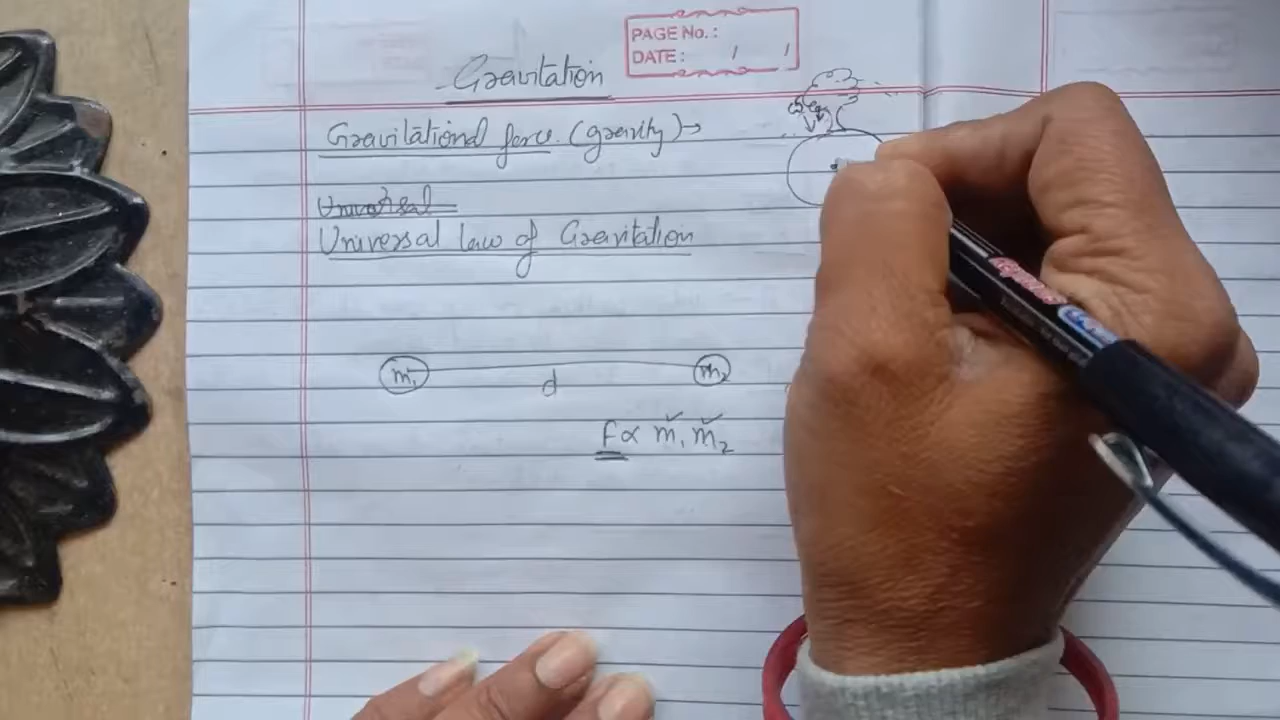 PAGE No.:
DATE: / /
Gravitation
Gravitational force. (gravity) →
Universal
Universal law of Gravitation
m₁ d m₂
F ∝ m₁ m₂